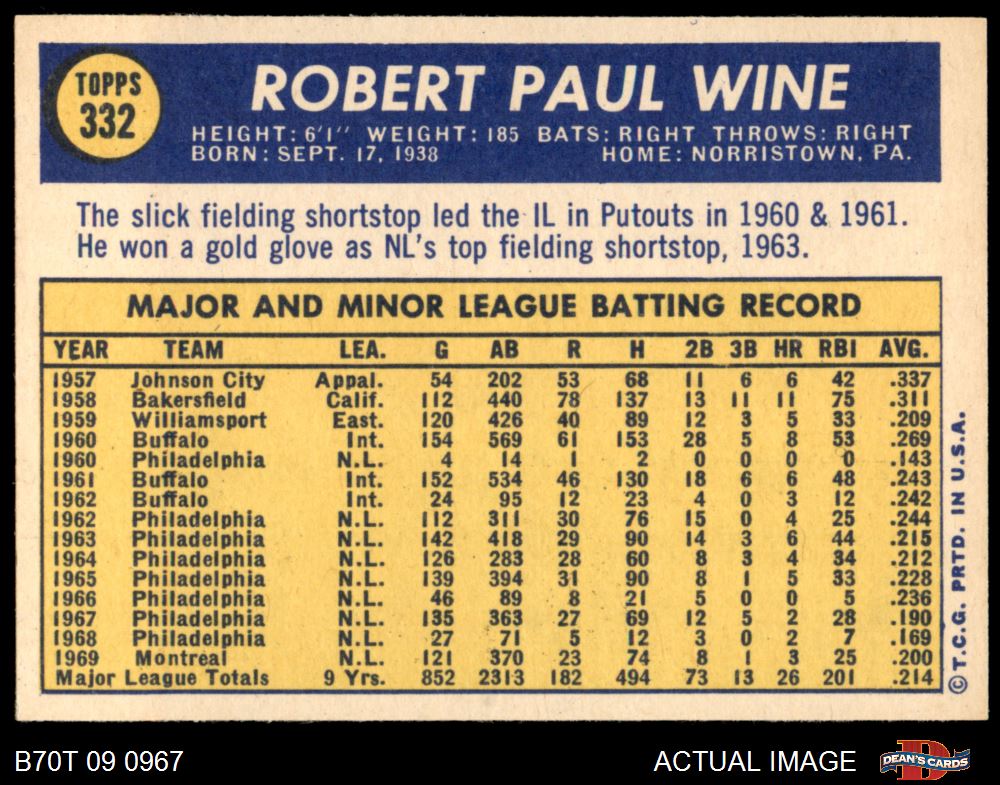 TOPPS
332
ROBERT PAUL WINE
HEIGHT: 6'1" WEIGHT: 185 BATS: RIGHT THROWS: RIGHT
BORN: SEPT. 17, 1938 HOME: NORRISTOWN, PA.
The slick fielding shortstop led the IL in Putouts in 1960 & 1961.
He won a gold glove as NL's top fielding shortstop, 1963.
MAJOR AND MINOR LEAGUE BATTING RECORD
YEAR TEAM LEA. G AB R H 2B 3B HR RBI AVG.
1957 Johnson City Appal. 54 202 53 68 11 6 6 42 .337
1958 Bakersfield Calif. 112 440 78 137 13 11 11 75 .311
1959 Williamsport East. 120 426 40 89 12 3 5 33 .209
1960 Buffalo Int. 154 569 61 153 28 5 8 53 .269
1960 Philadelphia N.L. 4 14 1 2 0 0 0 0 .143
1961 Buffalo Int. 152 534 46 130 18 6 6 48 .243
1962 Buffalo Int. 24 95 12 23 4 0 3 12 .242
1962 Philadelphia N.L. 112 311 30 76 15 0 4 25 .244
1963 Philadelphia N.L. 142 418 29 90 14 3 6 44 .215
1964 Philadelphia N.L. 126 283 28 60 8 3 4 34 .212
1965 Philadelphia N.L. 139 394 31 90 8 1 5 33 .228
1966 Philadelphia N.L. 46 89 8 21 5 0 0 5 .236
1967 Philadelphia N.L. 135 363 27 69 12 5 2 28 .190
1968 Philadelphia N.L. 27 71 5 12 3 0 2 7 .169
1969 Montreal N.L. 121 370 23 74 8 1 3 25 .200
Major League Totals 9 Yrs. 852 2313 182 494 73 13 26 201 .214
© T.C.G. PRTD. IN U.S.A.
B70T 09 0967 ACTUAL IMAGE
D
DEAN'S CARDS